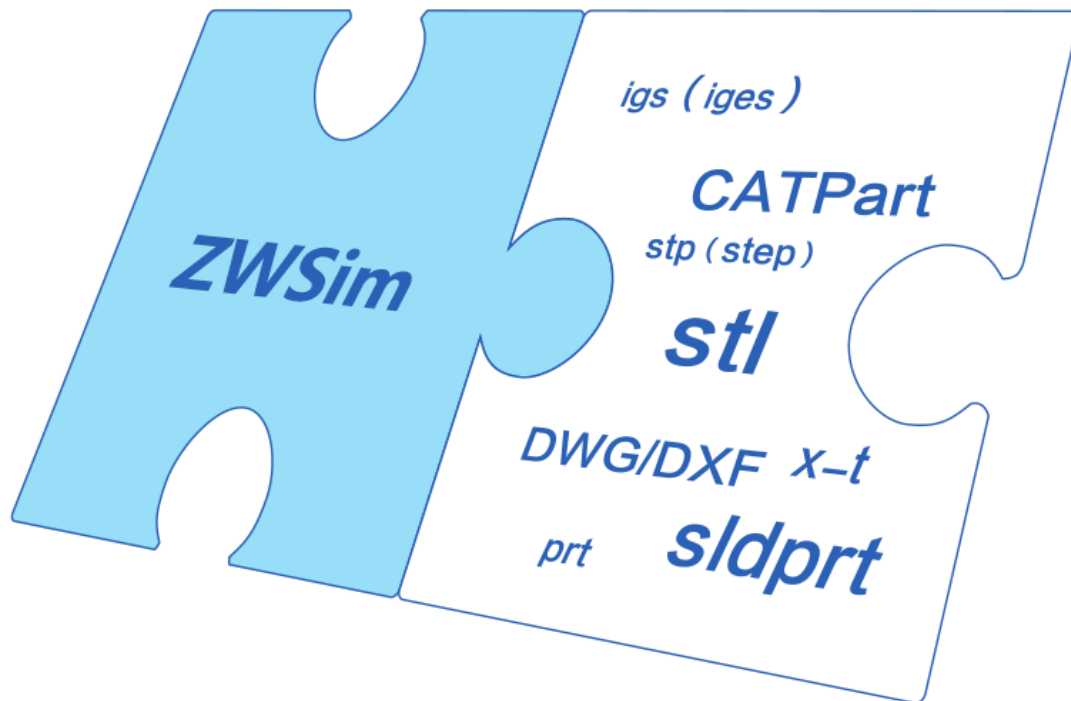 ZWSim
igs (iges)
CATPart
stp (step)
stl
DWG/DXF x-t
prt sldprt